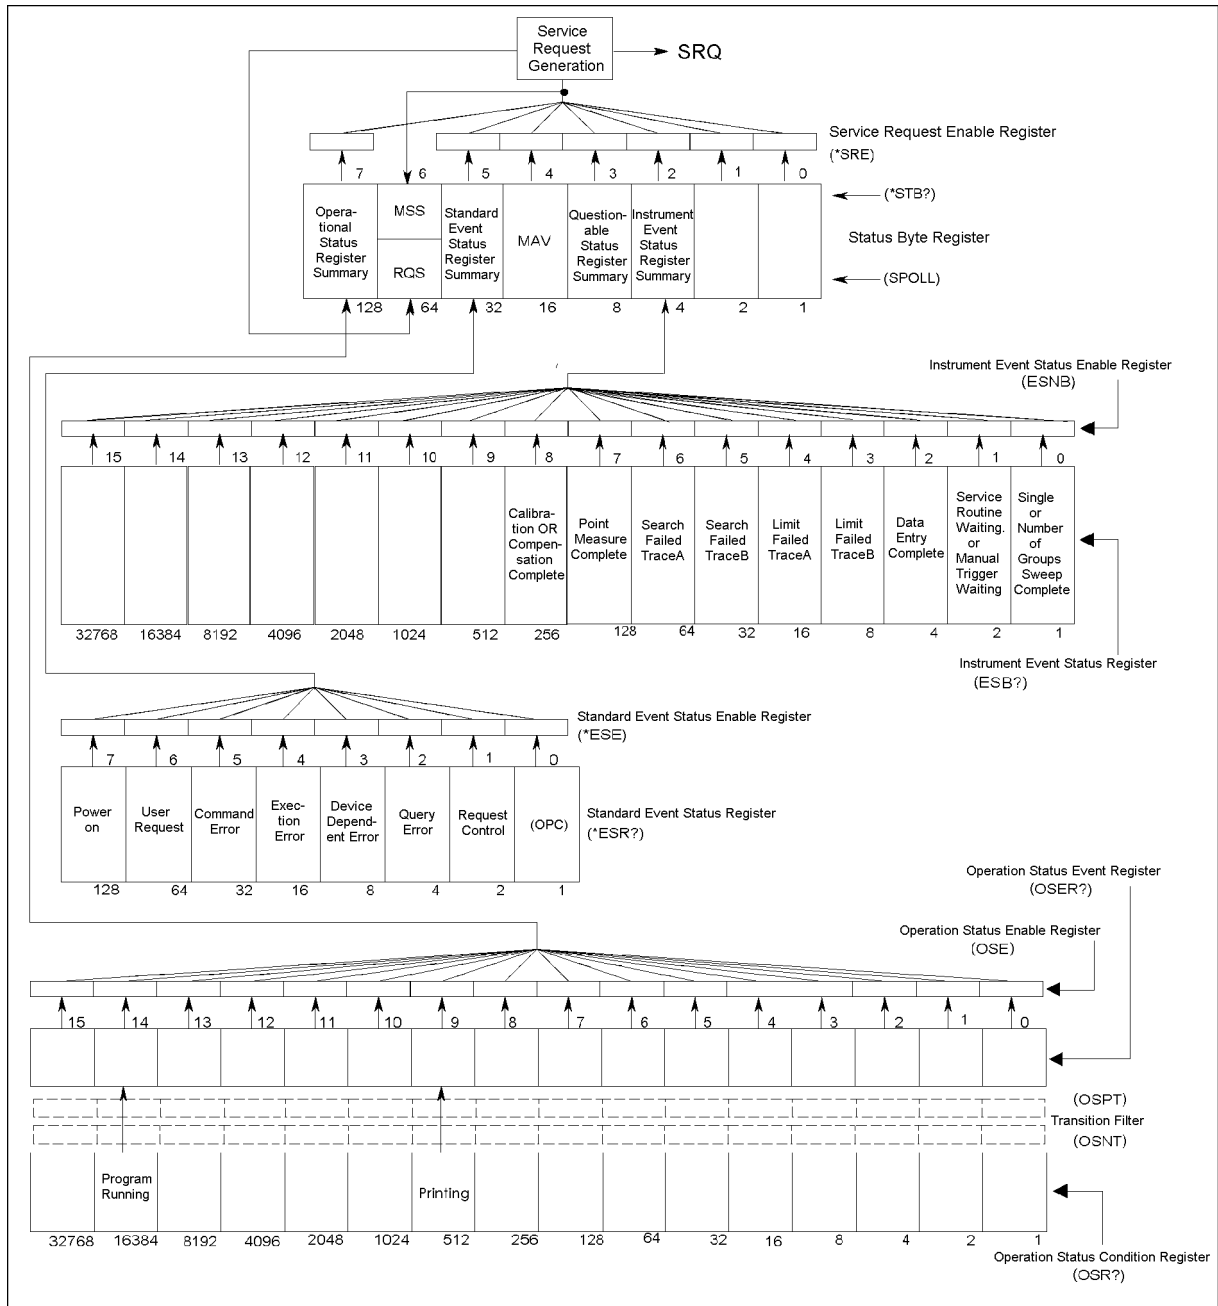 Service
Request
Generation
SRQ
Service Request Enable Register
(*SRE)
7 6 5 4 3 2 1 0
Opera-
tional
Status
Register
Summary
MSS
RQS
Standard
Event
Status
Register
Summary
MAV
Question-
able
Status
Register
Summary
Instrument
Event
Status
Register
Summary
(*STB?)
Status Byte Register
(SPOLL)
128 64 32 16 8 4 2 1
Instrument Event Status Enable Register
(ESNB)
15 14 13 12 11 10 9 8 7 6 5 4 3 2 1 0
Calibra-
tion OR
Compen-
sation
Complete
Point
Measure
Complete
Search
Failed
TraceA
Search
Failed
TraceB
Limit
Failed
TraceA
Limit
Failed
TraceB
Data
Entry
Complete
Service
Routine
Waiting.
or
Manual
Trigger
Waiting
Single
or
Number
of
Groups
Sweep
Complete
32768 16384 8192 4096 2048 1024 512 256 128 64 32 16 8 4 2 1
Instrument Event Status Register
(ESB?)
Standard Event Status Enable Register
(*ESE)
7 6 5 4 3 2 1 0
Power
on
User
Request
Command
Error
Exec-
tion
Error
Device
Depend-
ent Error
Query
Error
Request
Control
(OPC)
Standard Event Status Register
(*ESR?)
128 64 32 16 8 4 2 1
Operation Status Event Register
(OSER?)
Operation Status Enable Register
(OSE)
15 14 13 12 11 10 9 8 7 6 5 4 3 2 1 0
(OSPT)
Transition Filter
(OSNT)
Program
Running
Printing
32768 16384 8192 4096 2048 1024 512 256 128 64 32 16 8 4 2 1
Operation Status Condition Register
(OSR?)